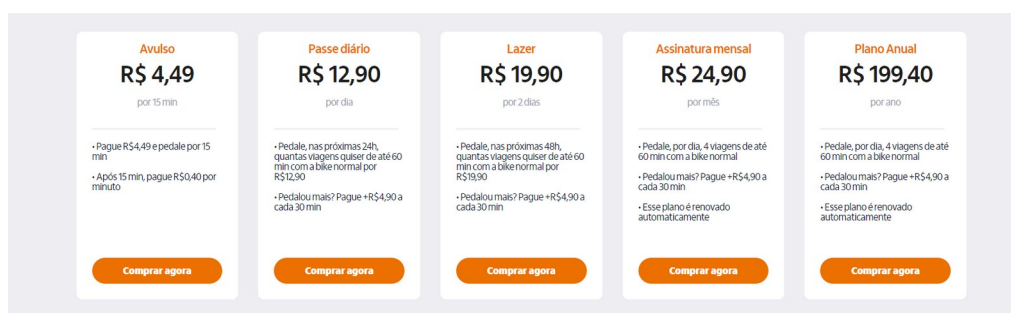 Avulso
R$ 4,49
por 15 min
• Pague R$4,49 e pedale por 15
min
• Após 15 min, pague R$0,40 por
minuto
Comprar agora
Passe diário
R$ 12,90
por dia
• Pedale, nas próximas 24h,
quantas viagens quiser de até 60
min com a bike normal por
R$12,90
• Pedalou mais? Pague +R$4,90 a
cada 30 min
Comprar agora
Lazer
R$ 19,90
por 2 dias
• Pedale, nas próximas 48h,
quantas viagens quiser de até 60
min com a bike normal por
R$19,90
• Pedalou mais? Pague +R$4,90 a
cada 30 min
Comprar agora
Assinatura mensal
R$ 24,90
por mês
• Pedale, por dia, 4 viagens de até
60 min com a bike normal
• Pedalou mais? Pague +R$4,90 a
cada 30 min
• Esse plano é renovado
automaticamente
Comprar agora
Plano Anual
R$ 199,40
por ano
• Pedale, por dia, 4 viagens de até
60 min com a bike normal
• Pedalou mais? Pague +R$4,90 a
cada 30 min
• Esse plano é renovado
automaticamente
Comprar agora